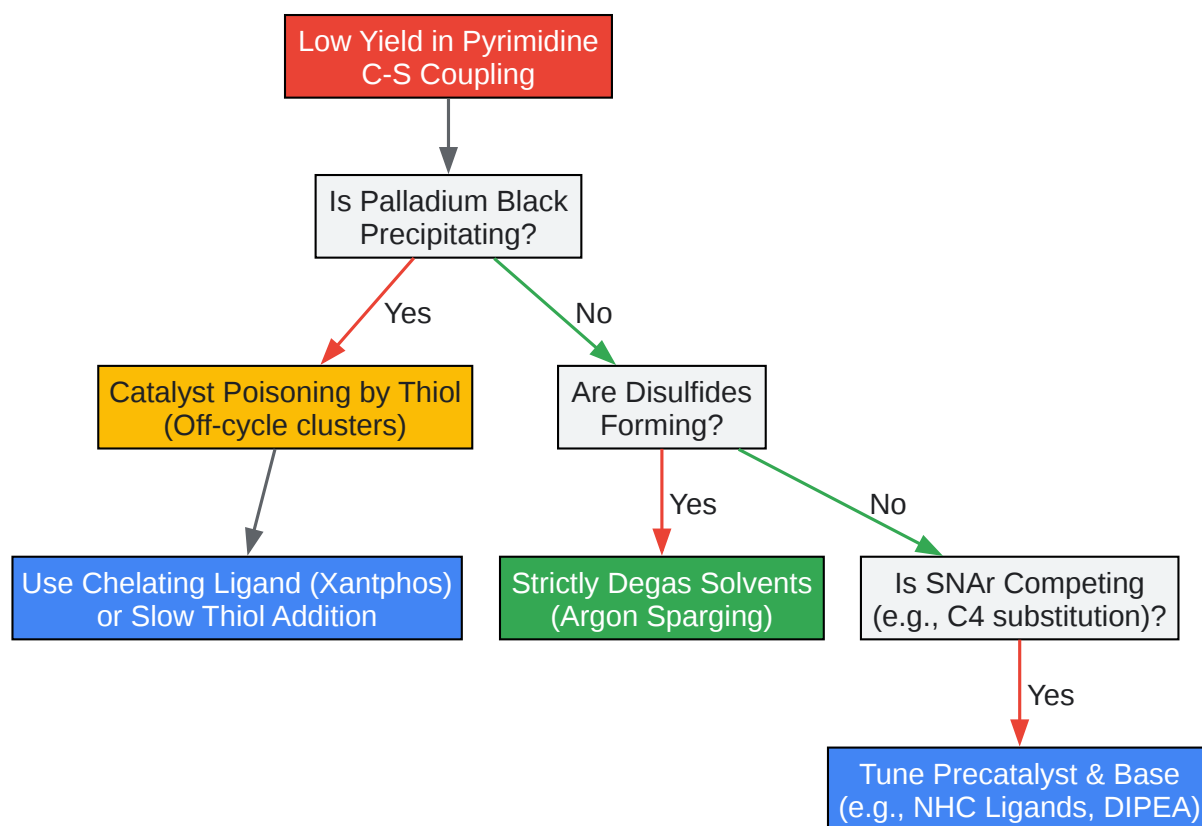 Low Yield in Pyrimidine
C-S Coupling
Is Palladium Black
Precipitating?
Yes
No
Catalyst Poisoning by Thiol
(Off-cycle clusters)
Are Disulfides
Forming?
Yes
No
Use Chelating Ligand (Xantphos)
or Slow Thiol Addition
Strictly Degas Solvents
(Argon Sparging)
Is SNAr Competing
(e.g., C4 substitution)?
Yes
Tune Precatalyst & Base
(e.g., NHC Ligands, DIPEA)